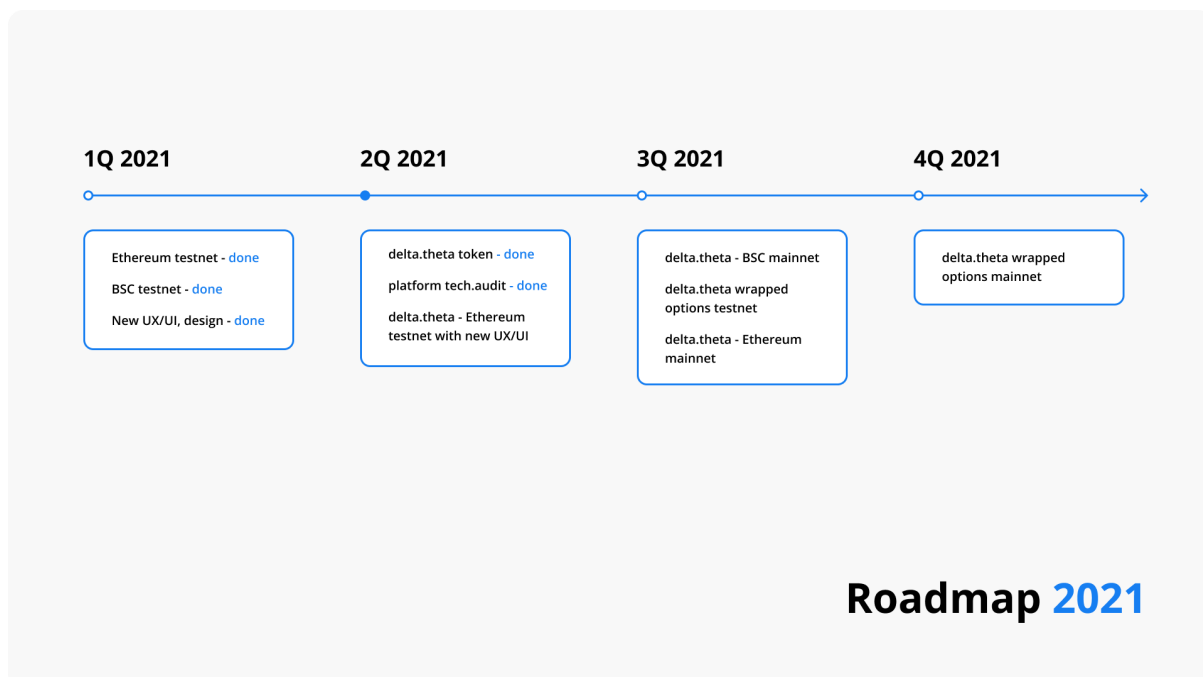 1Q 2021
2Q 2021
3Q 2021
4Q 2021
Ethereum testnet - done
BSC testnet - done
New UX/UI, design - done
delta.theta token - done
platform tech.audit - done
delta.theta - Ethereum
testnet with new UX/UI
delta.theta - BSC mainnet
delta.theta wrapped
options testnet
delta.theta - Ethereum
mainnet
delta.theta wrapped
options mainnet
Roadmap 2021